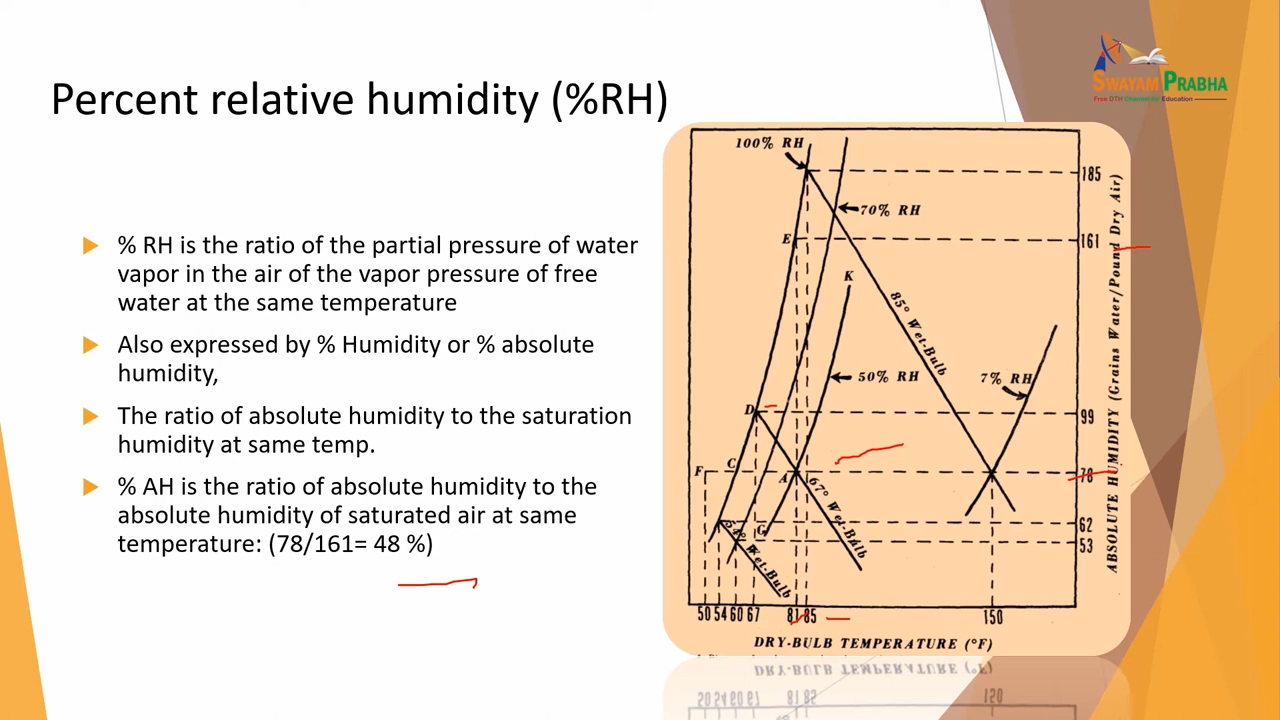 Percent relative humidity (%RH)
SWAYAM PRABHA
Free DTH Channel for Education
% RH is the ratio of the partial pressure of water
vapor in the air of the vapor pressure of free
water at the same temperature
Also expressed by % Humidity or % absolute
humidity,
The ratio of absolute humidity to the saturation
humidity at same temp.
% AH is the ratio of absolute humidity to the
absolute humidity of saturated air at same
temperature: (78/161= 48 %)
100% RH
185
70% RH
E
161
K
85° Wet-Bulb
50% RH
7% RH
D
99
F
C
A
78
67° Wet-Bulb
G
62
54° Wet-Bulb
53
ABSOLUTE HUMIDITY (Grains Water/Pound Dry Air)
50 54 60 67 81 85 150
DRY-BULB TEMPERATURE (°F)